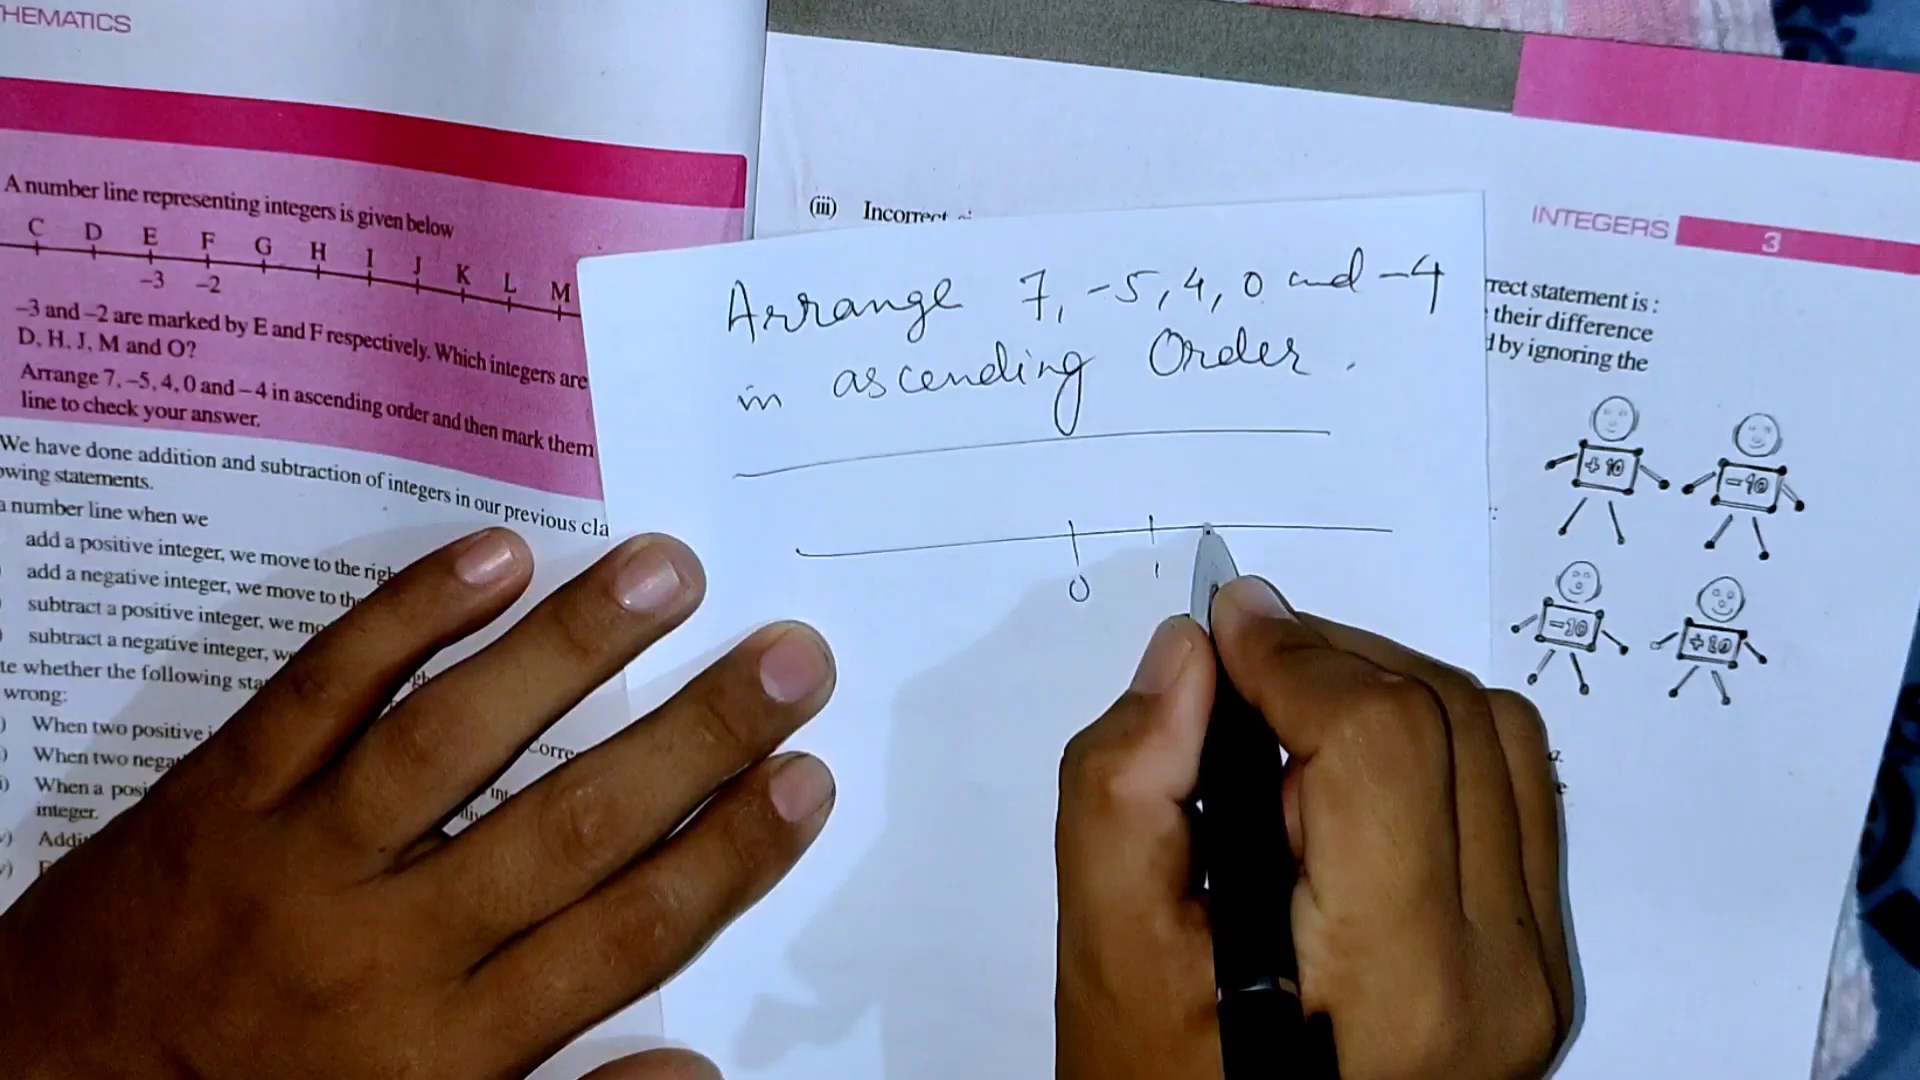 HEMATICS
A number line representing integers is given below
C D E F G H I J K L M
-3 -2
-3 and -2 are marked by E and F respectively. Which integers are
D, H, J, M and O?
Arrange 7, -5, 4, 0 and -4 in ascending order and then mark them
line to check your answer.
We have done addition and subtraction of integers in our previous cla
owing statements.
a number line when we
add a positive integer, we move to the righ
add a negative integer, we move to th
subtract a positive integer, we mo
subtract a negative integer, w
te whether the following sta
wrong:
When two positive i
When two nega
When a posi
integer.
Addi
(iii) Incorrect
Arrange 7, -5, 4, 0 and -4
in ascending Order.
0 1
INTEGERS 3
rrect statement is :
their difference
d by ignoring the
+10 -10
-10 +10